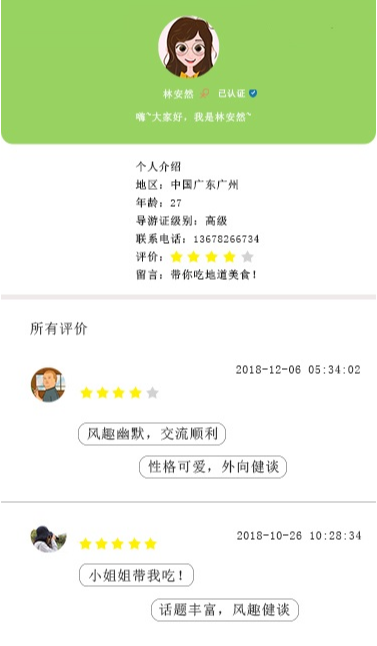 林安然 已认证
嗨~大家好，我是林安然~
个人介绍
地区：中国广东广州
年龄：27
导游证级别：高级
联系电话：13678266734
评价：
留言：带你吃地道美食！
所有评价
2018-12-06 05:34:02
风趣幽默，交流顺利
性格可爱，外向健谈
2018-10-26 10:28:34
小姐姐带我吃！
话题丰富，风趣健谈